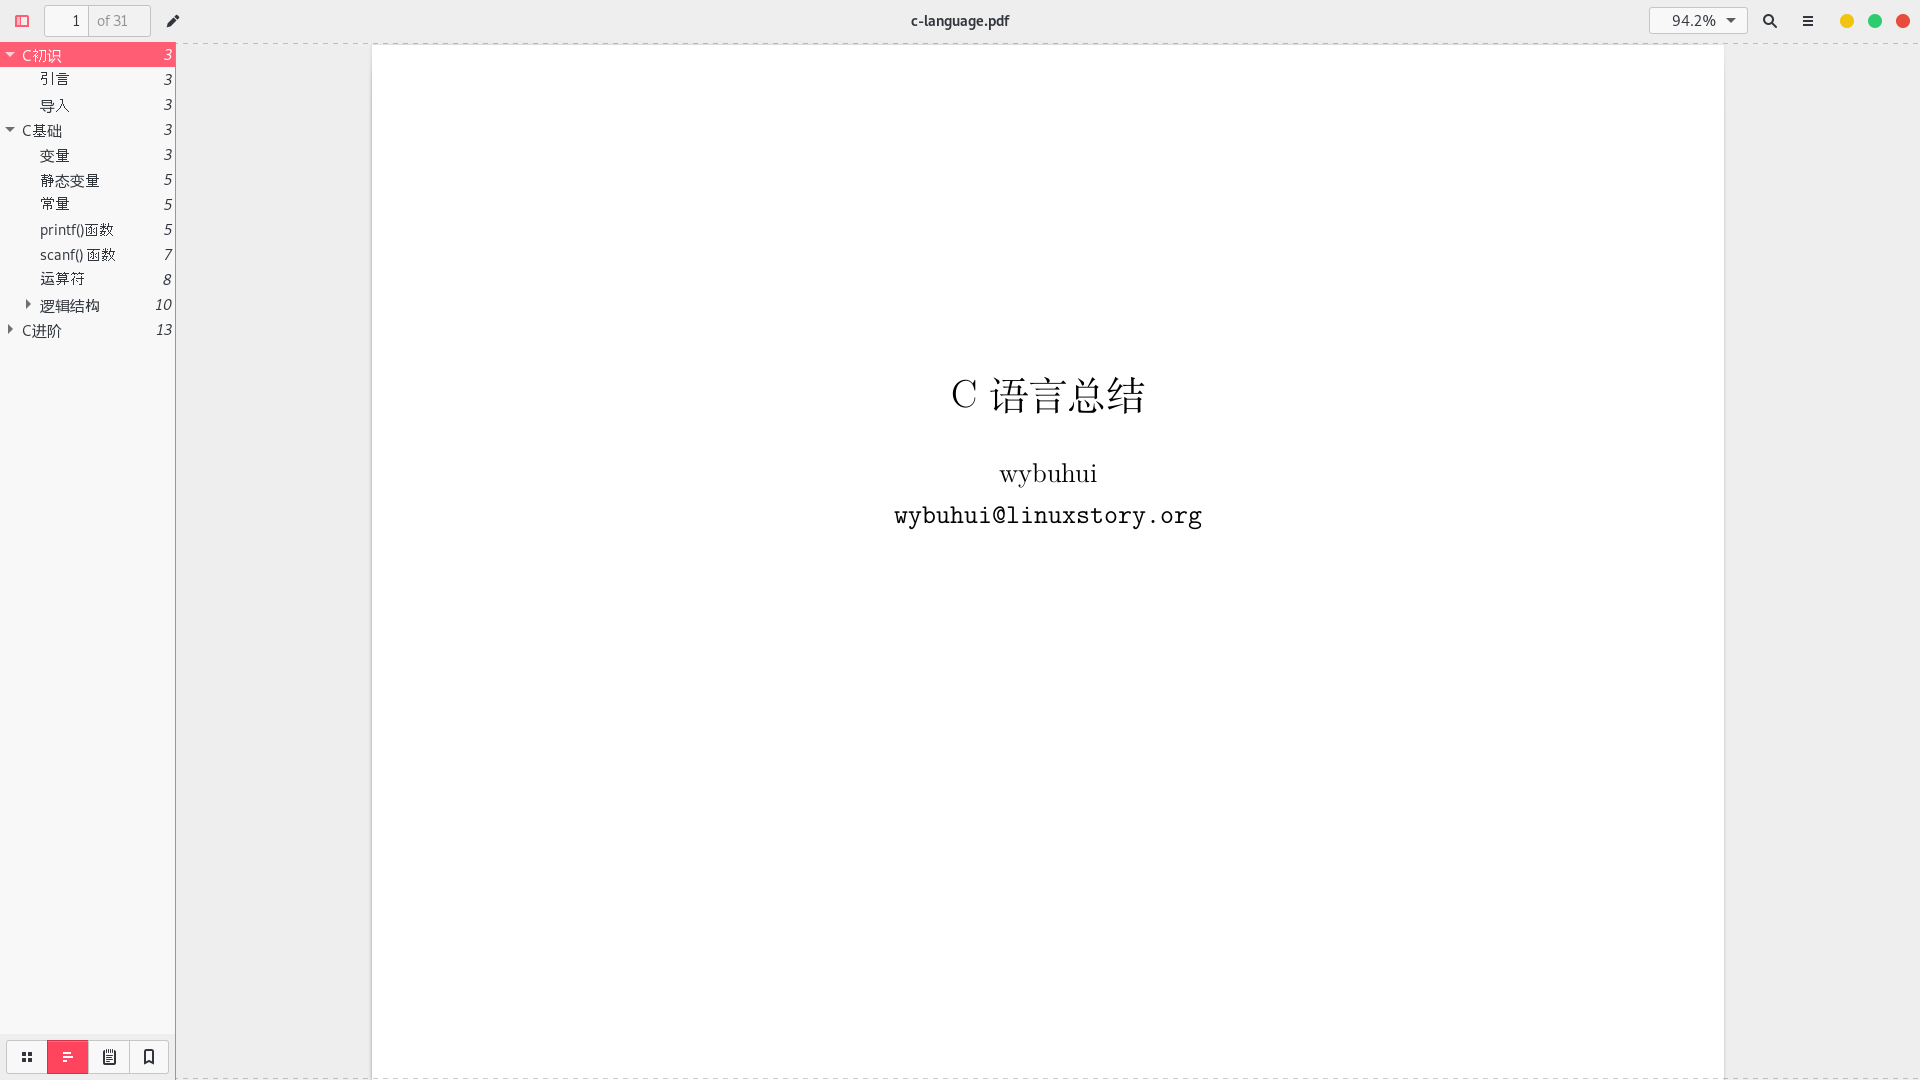 1 of 31 c-language.pdf 94.2%
C初识 3
引言 3
导入 3
C基础 3
变量 3
静态变量 5
常量 5
printf()函数 5
scanf() 函数 7
运算符 8
逻辑结构 10
C进阶 13
C 语言总结
wybuhui
wybuhui@linuxstory.org